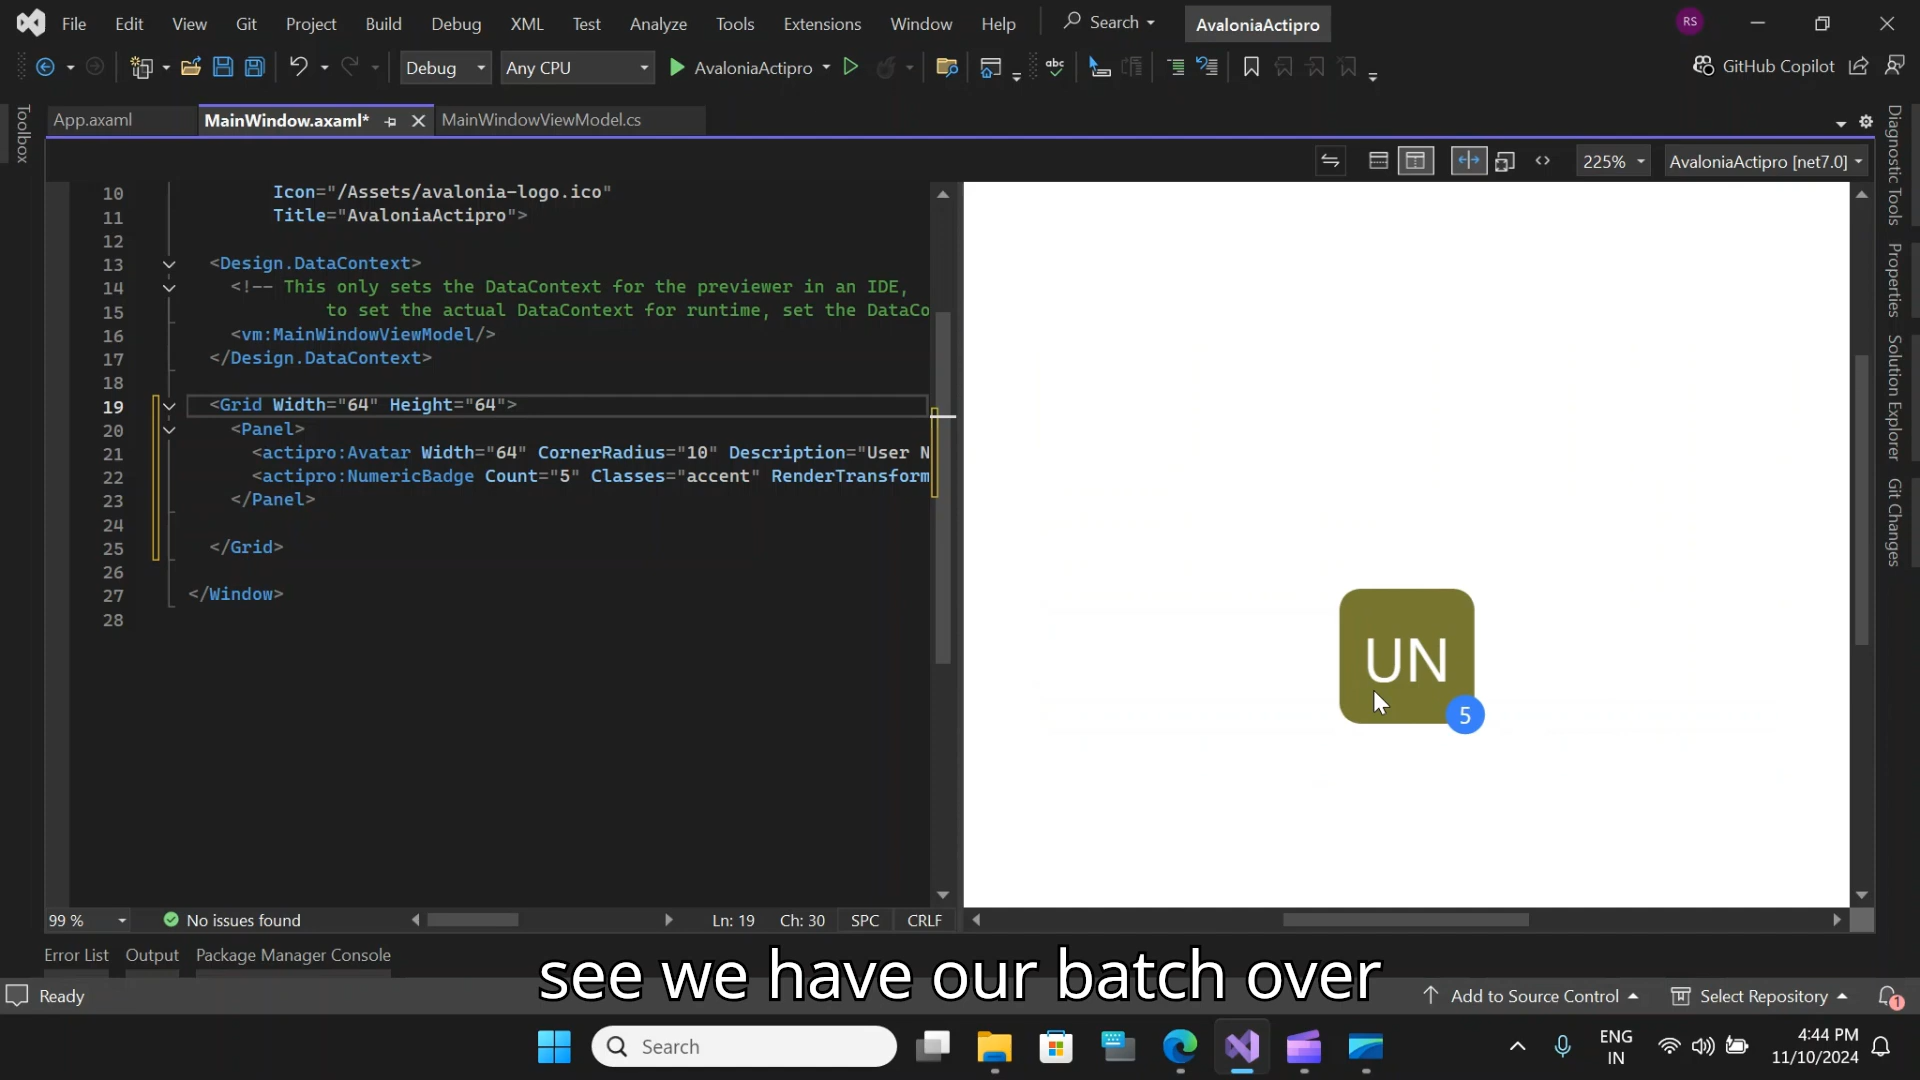 File Edit View Git Project Build Debug XML Test Analyze Tools Extensions Window Help Search AvaloniaActipro RS
Debug Any CPU AvaloniaActipro abc GitHub Copilot
Toolbox
App.axaml MainWindow.axaml* MainWindowViewModel.cs
225% AvaloniaActipro [net7.0]
10 Icon="/Assets/avalonia-logo.ico"
11 Title="AvaloniaActipro">
12
13 <Design.DataContext>
14 <!-- This only sets the DataContext for the previewer in an IDE,
15 to set the actual DataContext for runtime, set the DataCo
16 <vm:MainWindowViewModel/>
17 </Design.DataContext>
18
19 <Grid Width="64" Height="64">
20 <Panel>
21 <actipro:Avatar Width="64" CornerRadius="10" Description="User N
22 <actipro:NumericBadge Count="5" Classes="accent" RenderTransform
23 </Panel>
24
25 </Grid>
26
27 </Window>
28
UN
5
Diagnostic Tools
Properties
Solution Explorer
Git Changes
99 % No issues found Ln: 19 Ch: 30 SPC CRLF
Error List Output Package Manager Console
see we have our batch over
Ready Add to Source Control Select Repository 1
Search ENG IN 4:44 PM 11/10/2024